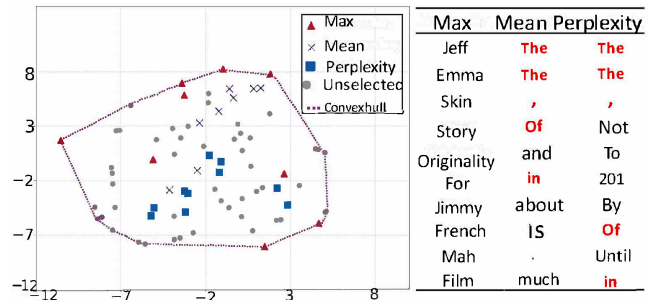 Max
Mean
Perplexity
Unselected
Convexhull
8
3
−2
−7
−12
−12
−7
−2
3
8
Max Mean Perplexity
Jeff The The
Emma The The
Skin , ,
Story Of Not
Originality and To
For in 201
Jimmy about By
French IS Of
Mah . Until
Film much in